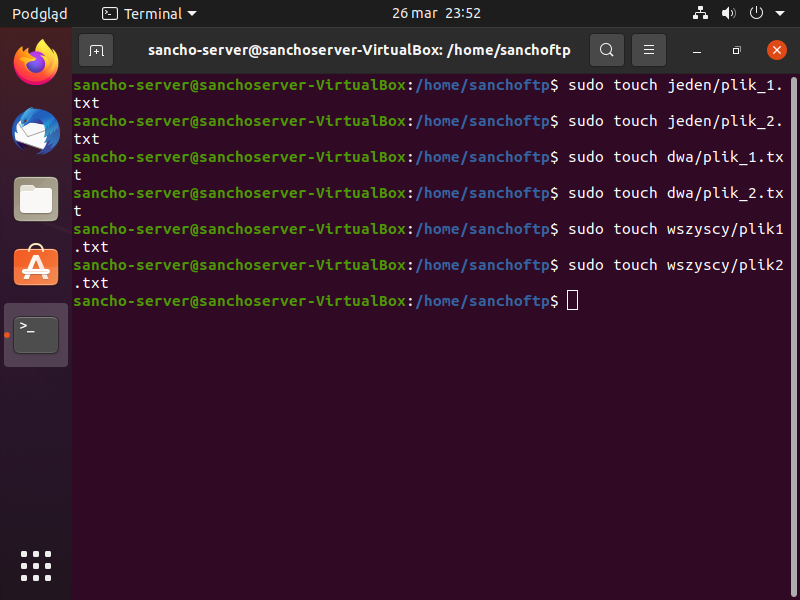 Podgląd Terminal 26 mar 23:52
sancho-server@sanchoserver-VirtualBox: /home/sanchoftp
sancho-server@sanchoserver-VirtualBox:/home/sanchoftp$ sudo touch jeden/plik_1.
txt
sancho-server@sanchoserver-VirtualBox:/home/sanchoftp$ sudo touch jeden/plik_2.
txt
sancho-server@sanchoserver-VirtualBox:/home/sanchoftp$ sudo touch dwa/plik_1.tx
t
sancho-server@sanchoserver-VirtualBox:/home/sanchoftp$ sudo touch dwa/plik_2.tx
t
sancho-server@sanchoserver-VirtualBox:/home/sanchoftp$ sudo touch wszyscy/plik1
.txt
sancho-server@sanchoserver-VirtualBox:/home/sanchoftp$ sudo touch wszyscy/plik2
.txt
sancho-server@sanchoserver-VirtualBox:/home/sanchoftp$